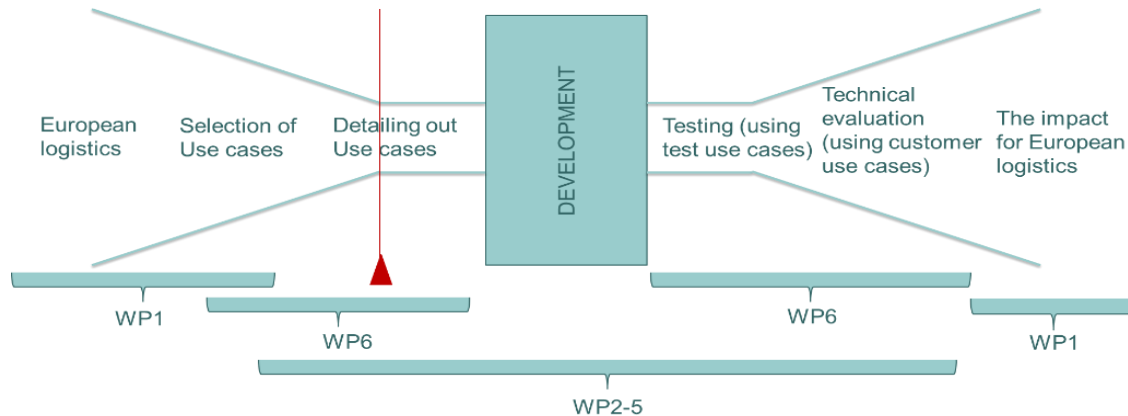 European
logistics
Selection of
Use cases
Detailing out
Use cases
DEVELOPMENT
Testing (using
test use cases)
Technical
evaluation
(using customer
use cases)
The impact
for European
logistics
WP1
WP6
WP6
WP1
WP2-5